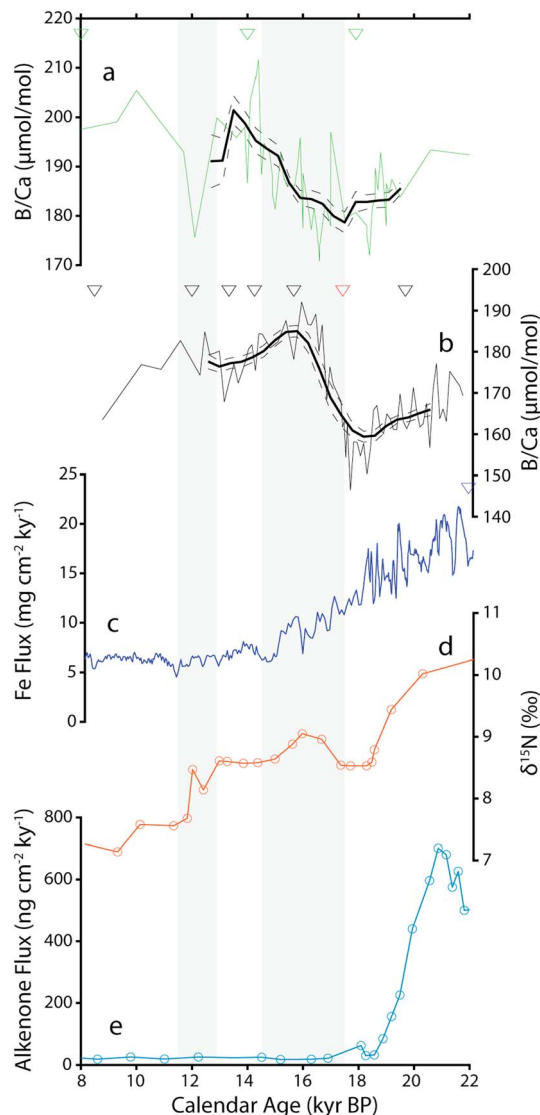 a
220
210
200
190
180
170
B/Ca (μmol/mol)
b
200
190
180
170
160
150
140
B/Ca (μmol/mol)
c
25
20
15
10
5
0
Fe Flux (mg cm⁻² ky⁻¹)
d
11
10
9
8
7
δ¹⁵N (‰)
e
800
600
400
200
0
Alkenone Flux (ng cm⁻² ky⁻¹)
8 10 12 14 16 18 20 22
Calendar Age (kyr BP)